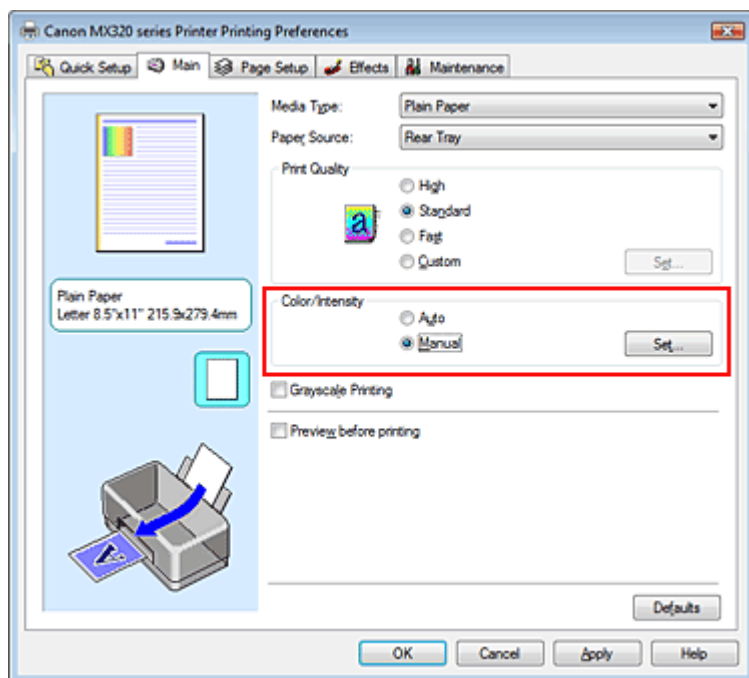 Canon MX320 series Printer Printing Preferences
Quick Setup Main Page Setup Effects Maintenance
Media Type: Plain Paper
Paper Source: Rear Tray
Print Quality
High
a Standard
Fast
Custom Set...
Plain Paper
Letter 8.5"x11" 215.9x279.4mm
Color/Intensity
Auto
Manual Set...
Grayscale Printing
Preview before printing
V
Defaults
OK Cancel Apply Help